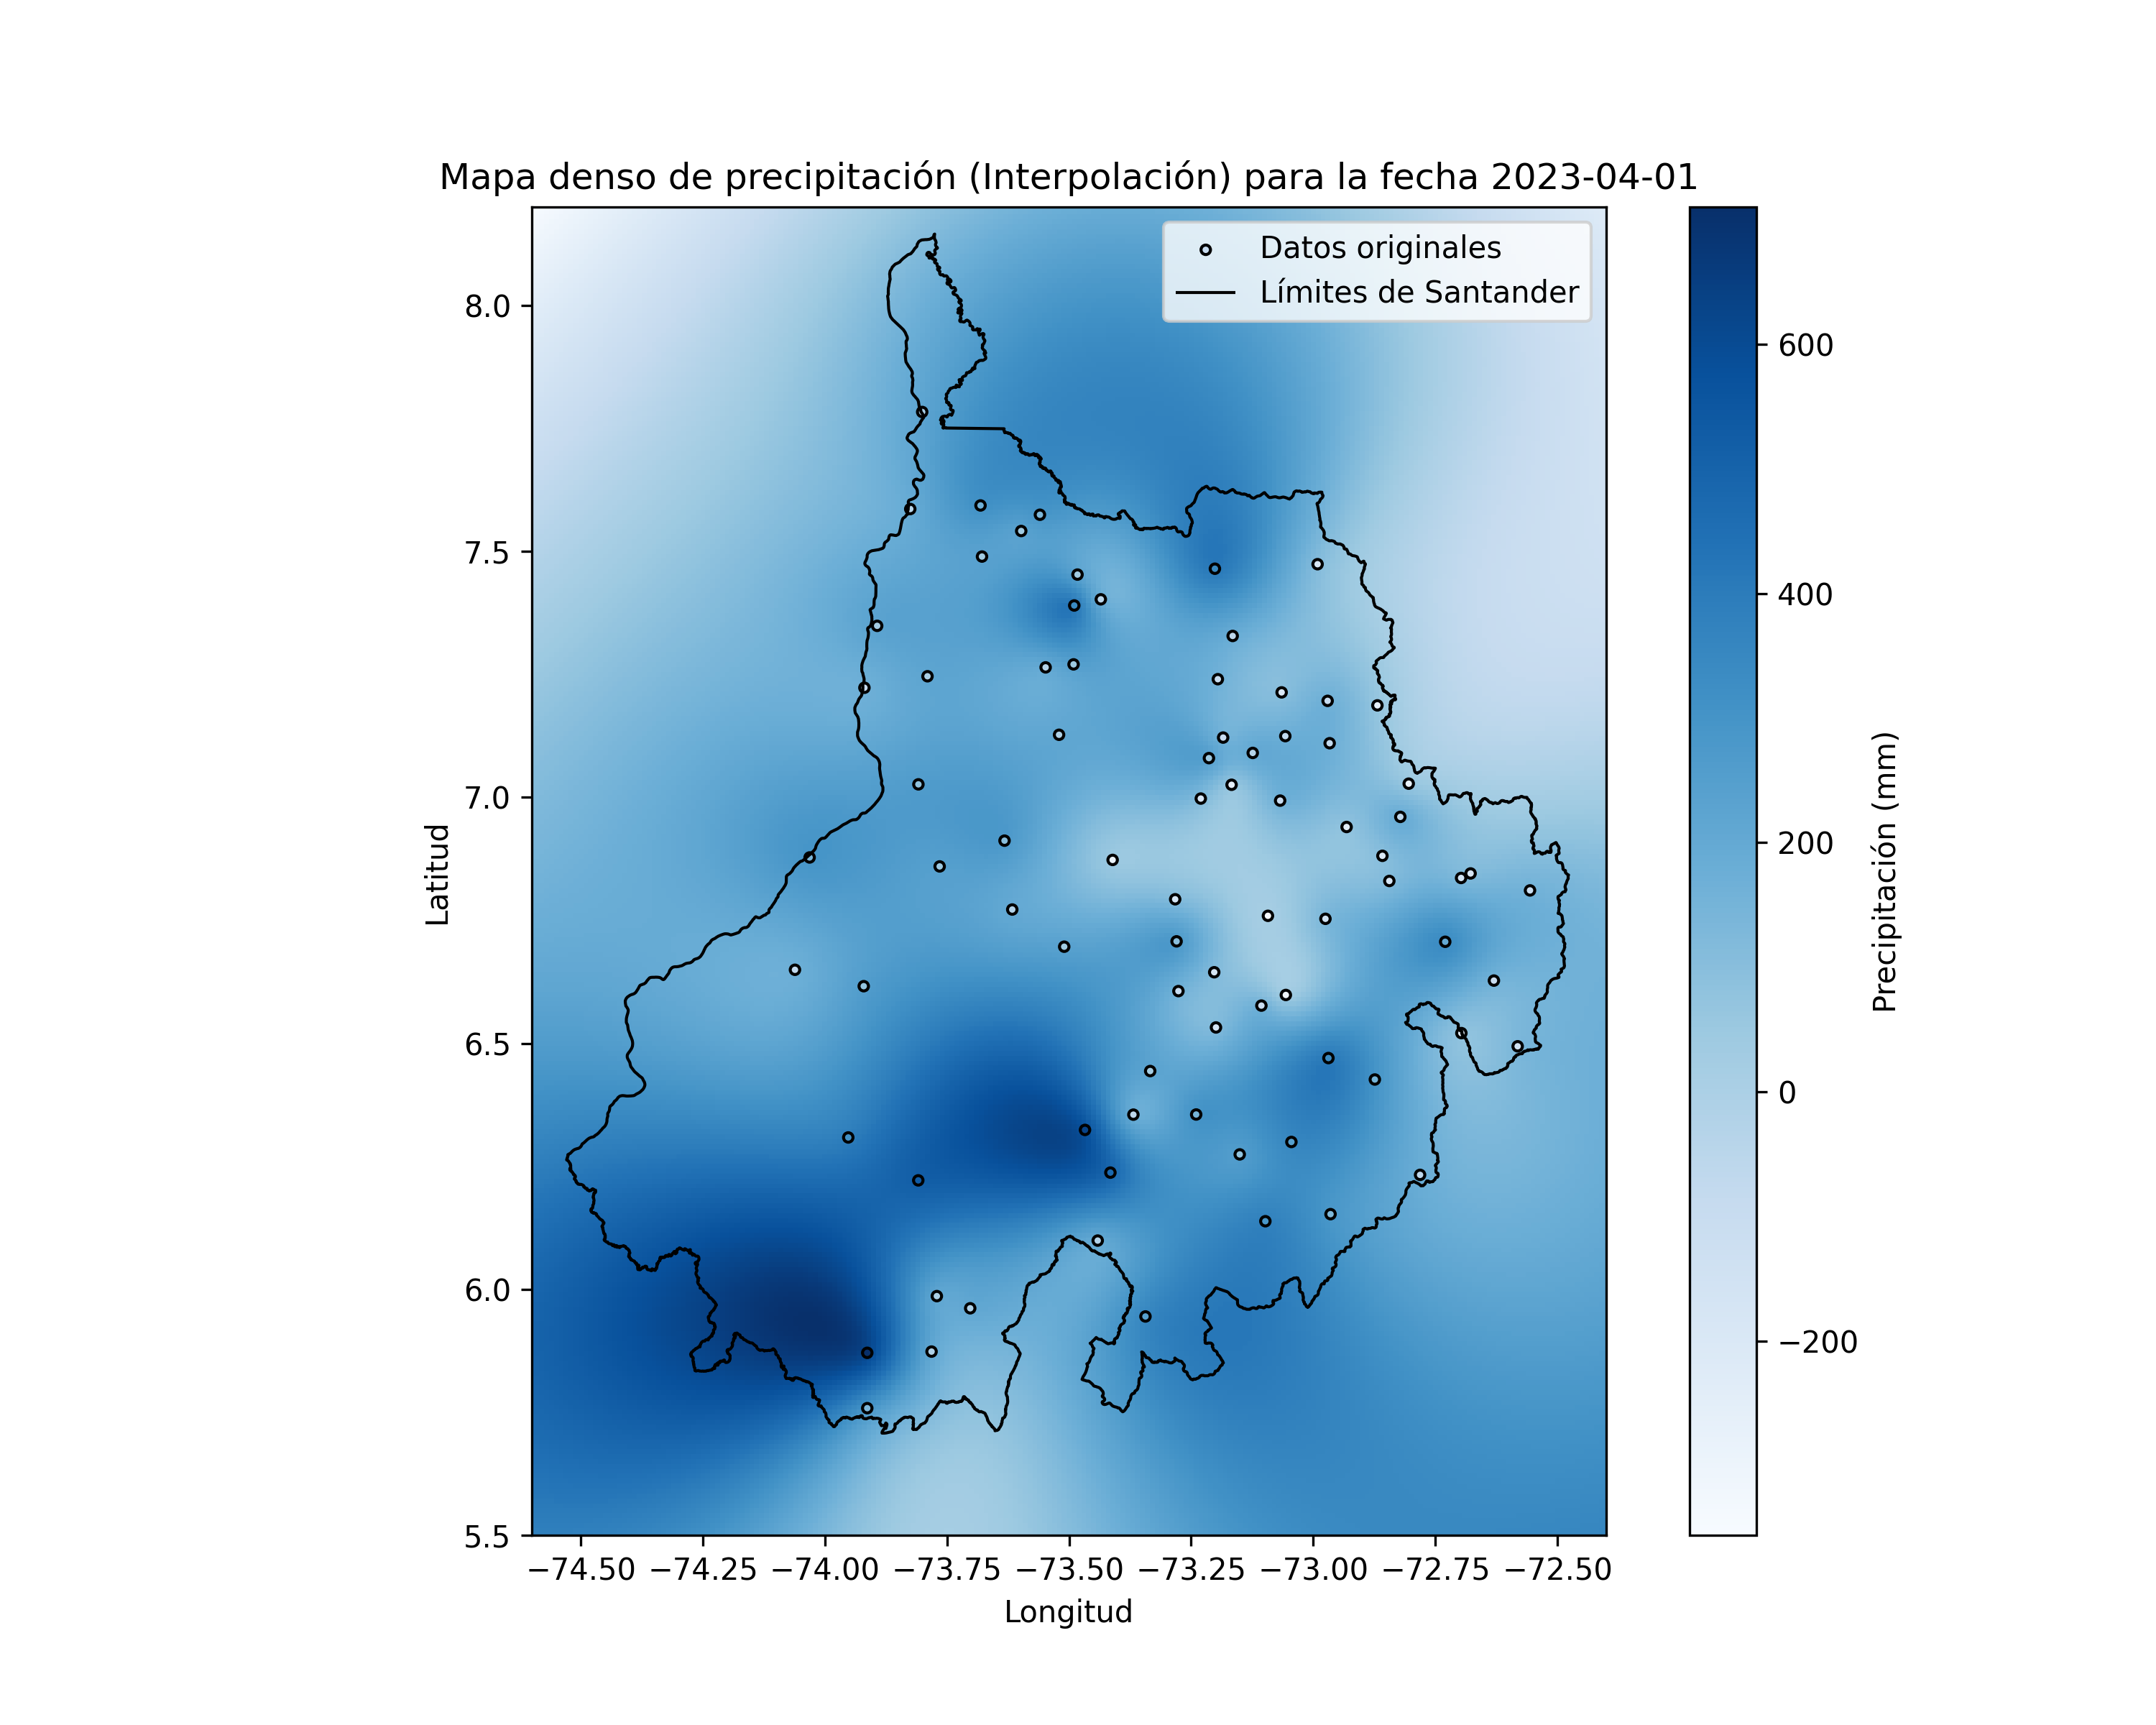 Mapa denso de precipitación (Interpolación) para la fecha 2023-04-01
Datos originales
Límites de Santander
8.0
7.5
7.0
6.5
6.0
5.5
Latitud
−74.50 −74.25 −74.00 −73.75 −73.50 −73.25 −73.00 −72.75 −72.50
Longitud
600
400
200
0
−200
Precipitación (mm)